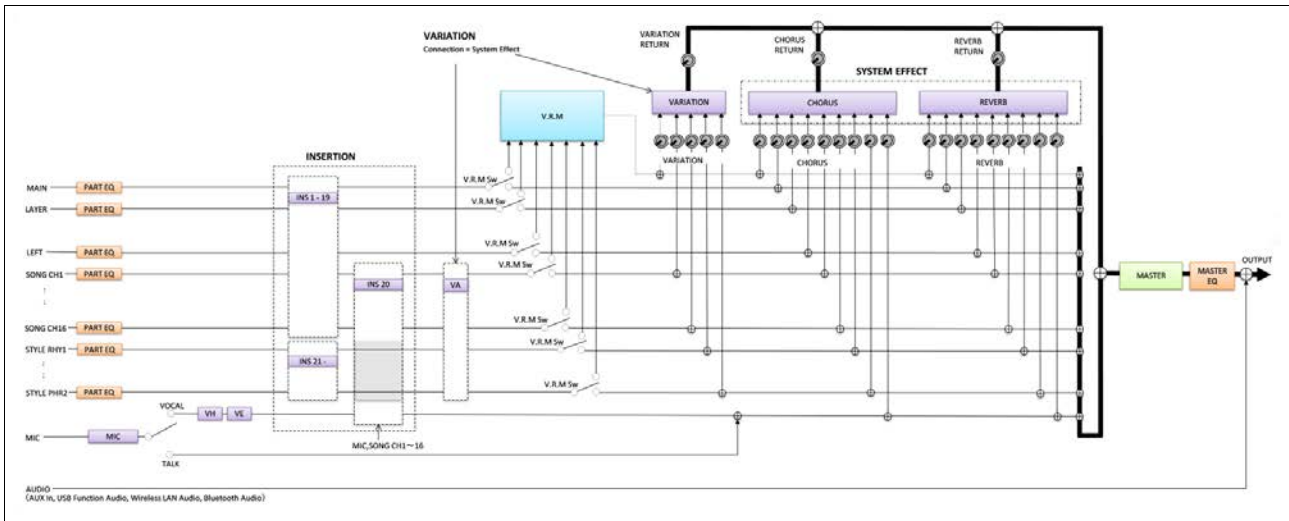 VARIATION
Connection = System Effect
VARIATION
RETURN
CHORUS
RETURN
REVERB
RETURN
SYSTEM EFFECT
VARIATION
CHORUS
REVERB
V.R.M
VARIATION
CHORUS
REVERB
INSERTION
MAIN
PART EQ
INS 1 - 19
V.R.M Sw
LAYER
PART EQ
V.R.M Sw
LEFT
PART EQ
V.R.M Sw
SONG CH1
PART EQ
INS 20
VA
V.R.M Sw
SONG CH16
PART EQ
V.R.M Sw
STYLE RHY1
PART EQ
INS 21 -
V.R.M Sw
STYLE PHR2
PART EQ
V.R.M Sw
OUTPUT
MASTER
MASTER
EQ
VOCAL
VH
VE
MIC
MIC
TALK
MIC,SONG CH1～16
AUDIO
(AUX In, USB Function Audio, Wireless LAN Audio, Bluetooth Audio)